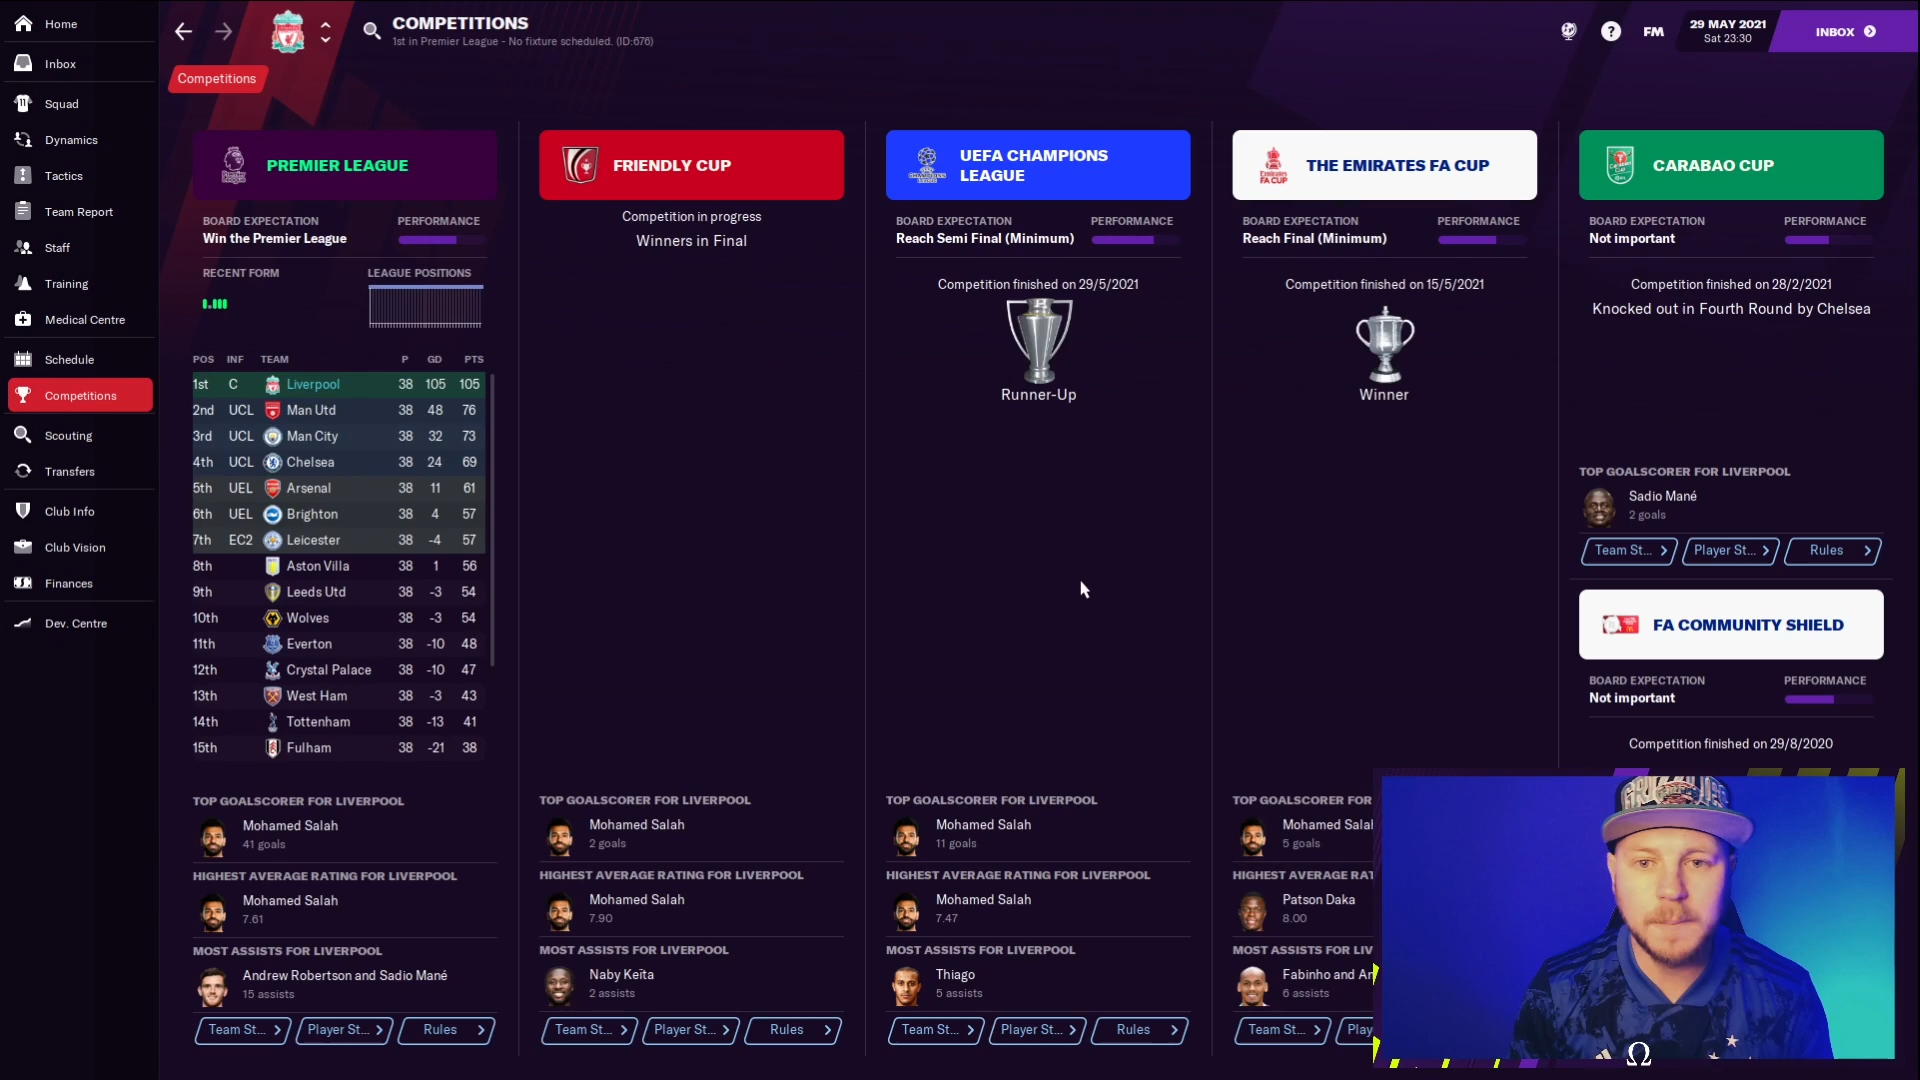 Home
Inbox
Squad
Dynamics
Tactics
Team Report
Staff
Training
Medical Centre
Schedule
Competitions
Scouting
Transfers
Club Info
Club Vision
Finances
Dev. Centre
COMPETITIONS
1st in Premier League - No fixture scheduled. (ID:676)
?
FM
29 MAY 2021
Sat 23:30
INBOX
Competitions
PREMIER LEAGUE
BOARD EXPECTATION PERFORMANCE
Win the Premier League
RECENT FORM LEAGUE POSITIONS
POS INF TEAM P GD PTS
1st C Liverpool 38 105 105
2nd UCL Man Utd 38 48 76
3rd UCL Man City 38 32 73
4th UCL Chelsea 38 24 69
5th UEL Arsenal 38 11 61
6th UEL Brighton 38 4 57
7th EC2 Leicester 38 -4 57
8th Aston Villa 38 1 56
9th Leeds Utd 38 -3 54
10th Wolves 38 -3 54
11th Everton 38 -10 48
12th Crystal Palace 38 -10 47
13th West Ham 38 -3 43
14th Tottenham 38 -13 41
15th Fulham 38 -21 38
TOP GOALSCORER FOR LIVERPOOL
Mohamed Salah
41 goals
HIGHEST AVERAGE RATING FOR LIVERPOOL
Mohamed Salah
7.61
MOST ASSISTS FOR LIVERPOOL
Andrew Robertson and Sadio Mané
15 assists
Team St... Player St... Rules
FRIENDLY CUP
Competition in progress
Winners in Final
TOP GOALSCORER FOR LIVERPOOL
Mohamed Salah
2 goals
HIGHEST AVERAGE RATING FOR LIVERPOOL
Mohamed Salah
7.90
MOST ASSISTS FOR LIVERPOOL
Naby Keïta
2 assists
Team St... Player St... Rules
UEFA CHAMPIONS
LEAGUE
BOARD EXPECTATION PERFORMANCE
Reach Semi Final (Minimum)
Competition finished on 29/5/2021
Runner-Up
TOP GOALSCORER FOR LIVERPOOL
Mohamed Salah
11 goals
HIGHEST AVERAGE RATING FOR LIVERPOOL
Mohamed Salah
7.47
MOST ASSISTS FOR LIVERPOOL
Thiago
5 assists
Team St... Player St... Rules
Emirates
FA CUP
THE EMIRATES FA CUP
BOARD EXPECTATION PERFORMANCE
Reach Final (Minimum)
Competition finished on 15/5/2021
Winner
TOP GOALSCORER FOR
Mohamed Salah
5 goals
HIGHEST AVERAGE RAT
Patson Daka
8.00
MOST ASSISTS FOR LIV
Fabinho and An
6 assists
Team St... Play
CARABAO CUP
BOARD EXPECTATION PERFORMANCE
Not important
Competition finished on 28/2/2021
Knocked out in Fourth Round by Chelsea
TOP GOALSCORER FOR LIVERPOOL
Sadio Mané
2 goals
Team St... Player St... Rules
FA COMMUNITY SHIELD
BOARD EXPECTATION PERFORMANCE
Not important
Competition finished on 29/8/2020
Ω